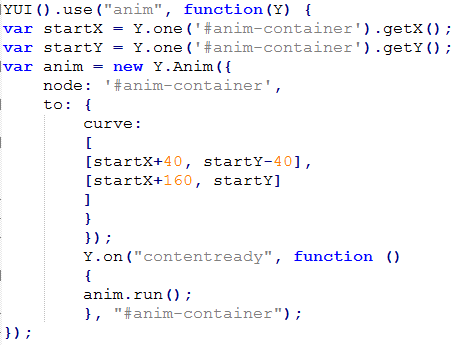 YUI().use("anim", function(Y) {
var startX = Y.one('#anim-container').getX();
var startY = Y.one('#anim-container').getY();
var anim = new Y.Anim({
node: '#anim-container',
to: {
curve:
[
[startX+40, startY-40],
[startX+160, startY]
]
}
});
Y.on("contentready", function ()
{
anim.run();
}, "#anim-container");
});